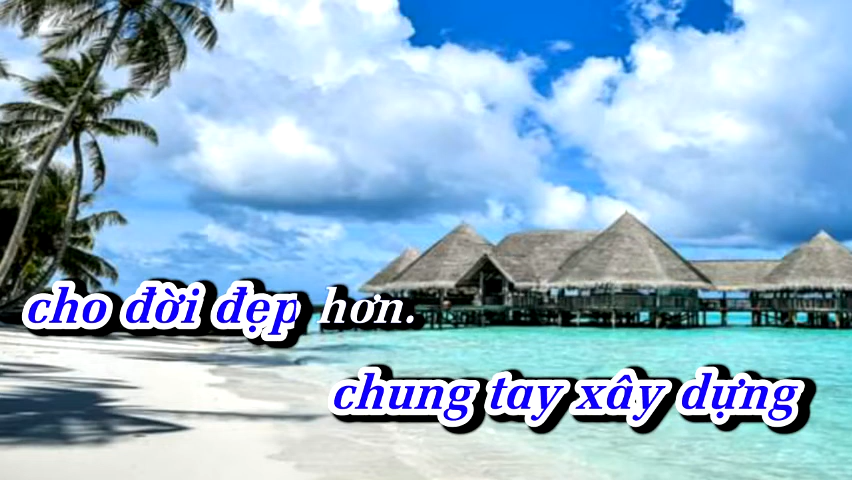 cho đời đẹp hơn.
chung tay xây dựng